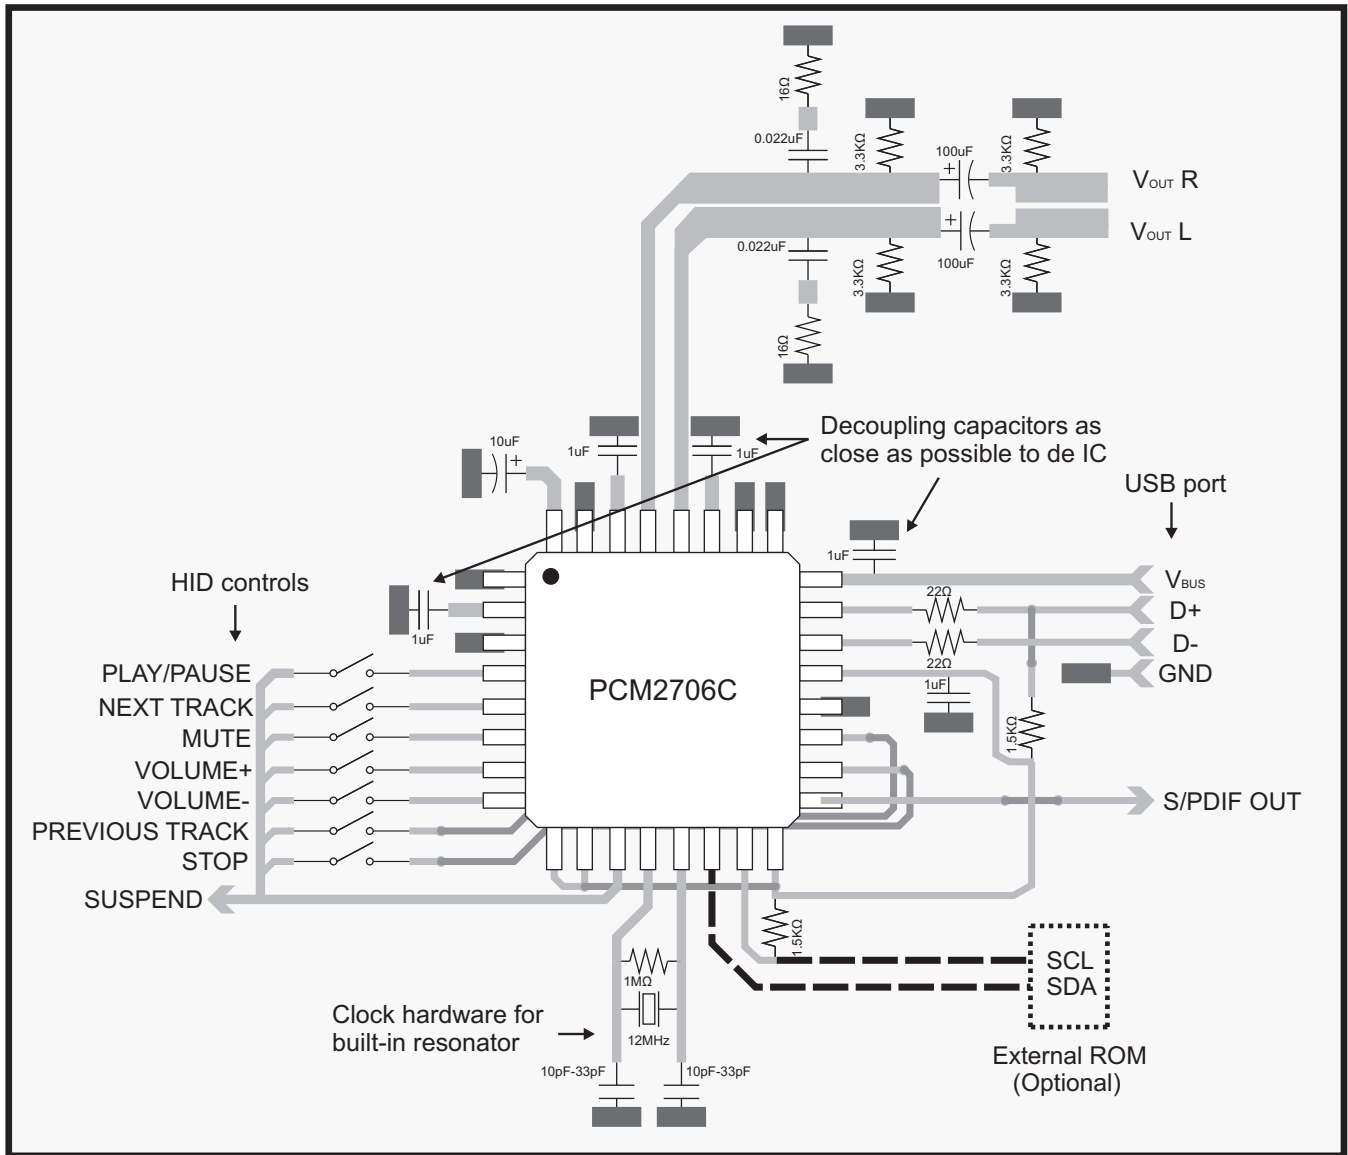 16Ω
0.022uF
3.3KΩ
100uF
3.3KΩ
+
VOUT R
VOUT L
+
0.022uF
100uF
3.3KΩ
3.3KΩ
16Ω
Decoupling capacitors as
close as possible to de IC
10uF
+
1uF
1uF
USB port
1uF
HID controls
1uF
VBUS
22Ω
D+
D-
22Ω
GND
1uF
1.5KΩ
PLAY/PAUSE
NEXT TRACK
MUTE
VOLUME+
VOLUME-
PREVIOUS TRACK
STOP
SUSPEND
PCM2706C
S/PDIF OUT
1.5KΩ
SCL
SDA
External ROM
(Optional)
1MΩ
12MHz
Clock hardware for
built-in resonator
10pF-33pF
10pF-33pF